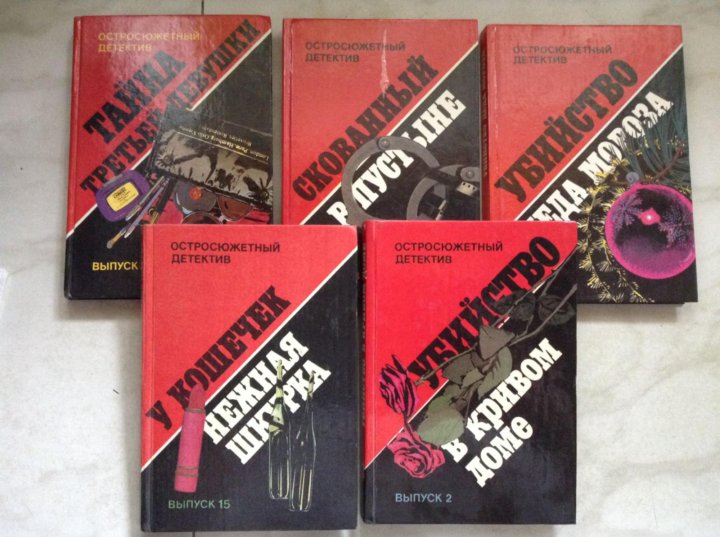 ОСТРОСЮЖЕТНЫЙ
ДЕТЕКТИВ
ТАЙНА
ТРЕТЬЕЙ ДЕВУШКИ
ВЫПУСК
ОСТРОСЮЖЕТНЫЙ
ДЕТЕКТИВ
СКОВАННЫЙ
В ПУСТЫНЕ
ОСТРОСЮЖЕТНЫЙ
ДЕТЕКТИВ
УБИЙСТВО
ДЕДА МОРОЗА
ОСТРОСЮЖЕТНЫЙ
ДЕТЕКТИВ
У КОШЕЧЕК
НЕЖНАЯ
ШКУРКА
ВЫПУСК 15
ОСТРОСЮЖЕТНЫЙ
ДЕТЕКТИВ
УБИЙСТВО
В КРИВОМ
ДОМЕ
ВЫПУСК 2